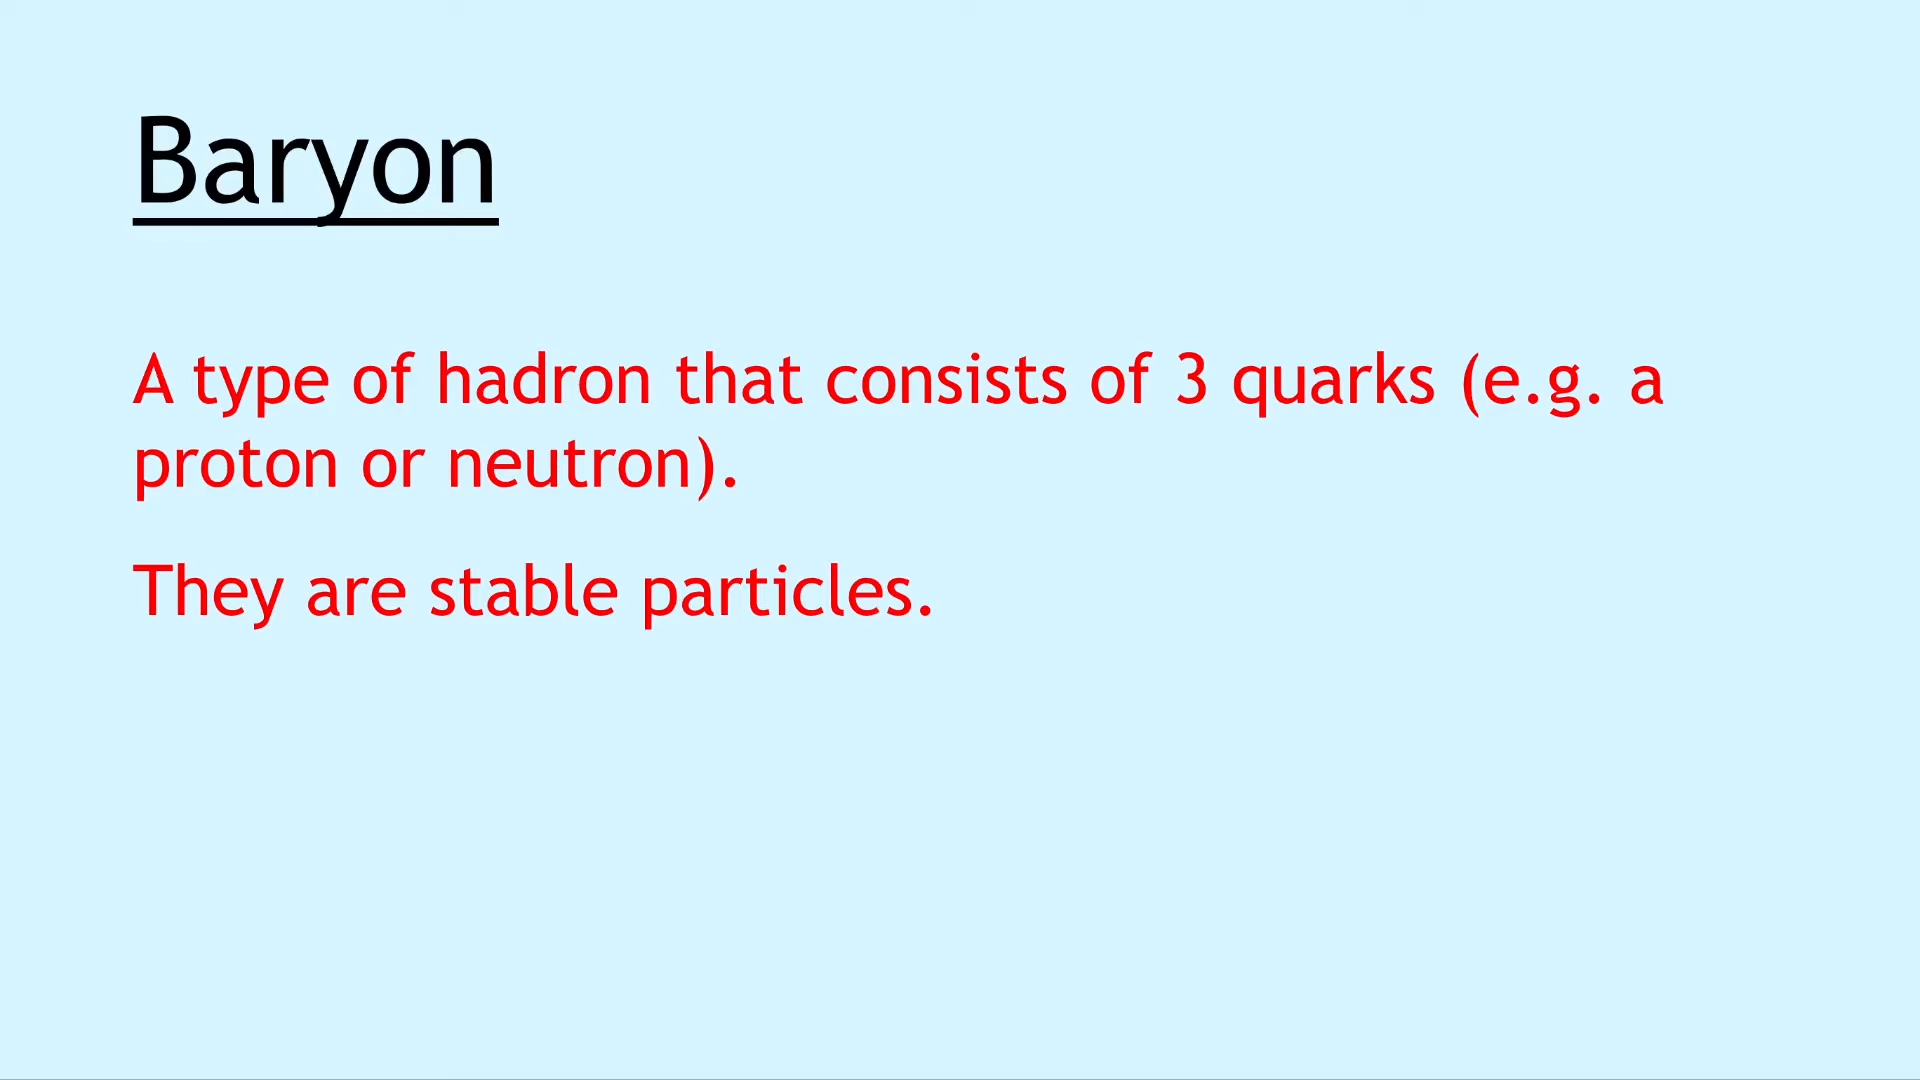 Baryon
A type of hadron that consists of 3 quarks (e.g. a
proton or neutron).
They are stable particles.